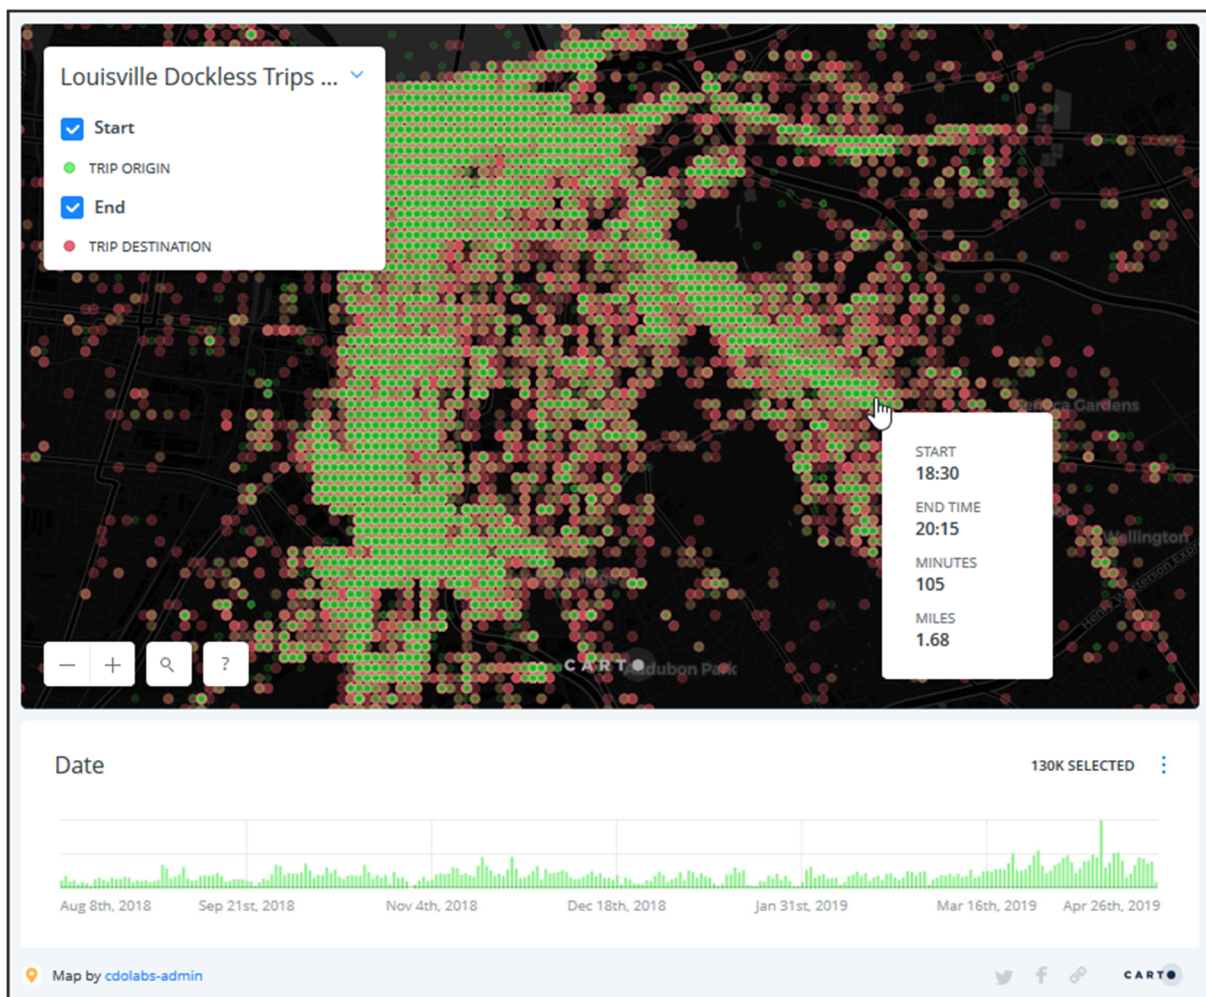 Louisville Dockless Trips ...
Start
TRIP ORIGIN
End
TRIP DESTINATION
Gardens
START
18:30
END TIME
20:15
MINUTES
105
MILES
1.68
Wellington
CARTO
Audubon Park
?
Date
130K SELECTED
Aug 8th, 2018 Sep 21st, 2018 Nov 4th, 2018 Dec 18th, 2018 Jan 31st, 2019 Mar 16th, 2019 Apr 26th, 2019
Map by cdolabs-admin
CARTO